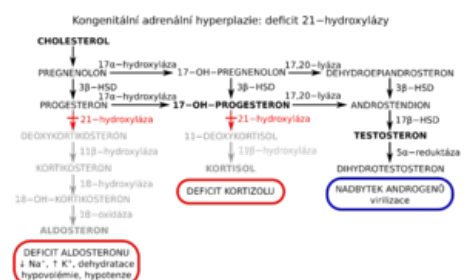 Kongenitální adrenální hyperplazie: deficit 21-hydroxylázy
CHOLESTEROL
PREGNENOLON
17α-hydroxyláza
17-OH-PREGNENOLON
17,20-lyáza
DEHYDROEPIANDROSTERON
3β-HSD
3β-HSD
3β-HSD
PROGESTERON
17α-hydroxyláza
17-OH-PROGESTERON
17,20-lyáza
ANDROSTENDION
21-hydroxyláza
21-hydroxyláza
17β-HSD
DEOXYKORTIKOSTERON
11-DEOXYKORTISOL
TESTOSTERON
11β-hydroxyláza
11β-hydroxyláza
5α-reduktáza
KORTIKOSTERON
KORTISOL
DIHYDROTESTOSTERON
18-hydroxyláza
DEFICIT KORTIZOLU
NADBYTEK ANDROGENŮ
virilizace
18-OH-KORTIKOSTERON
18-oxidáza
ALDOSTERON
DEFICIT ALDOSTERONU
↓ Na⁺, ↑ K⁺, dehydratace
hypovolémie, hypotenze